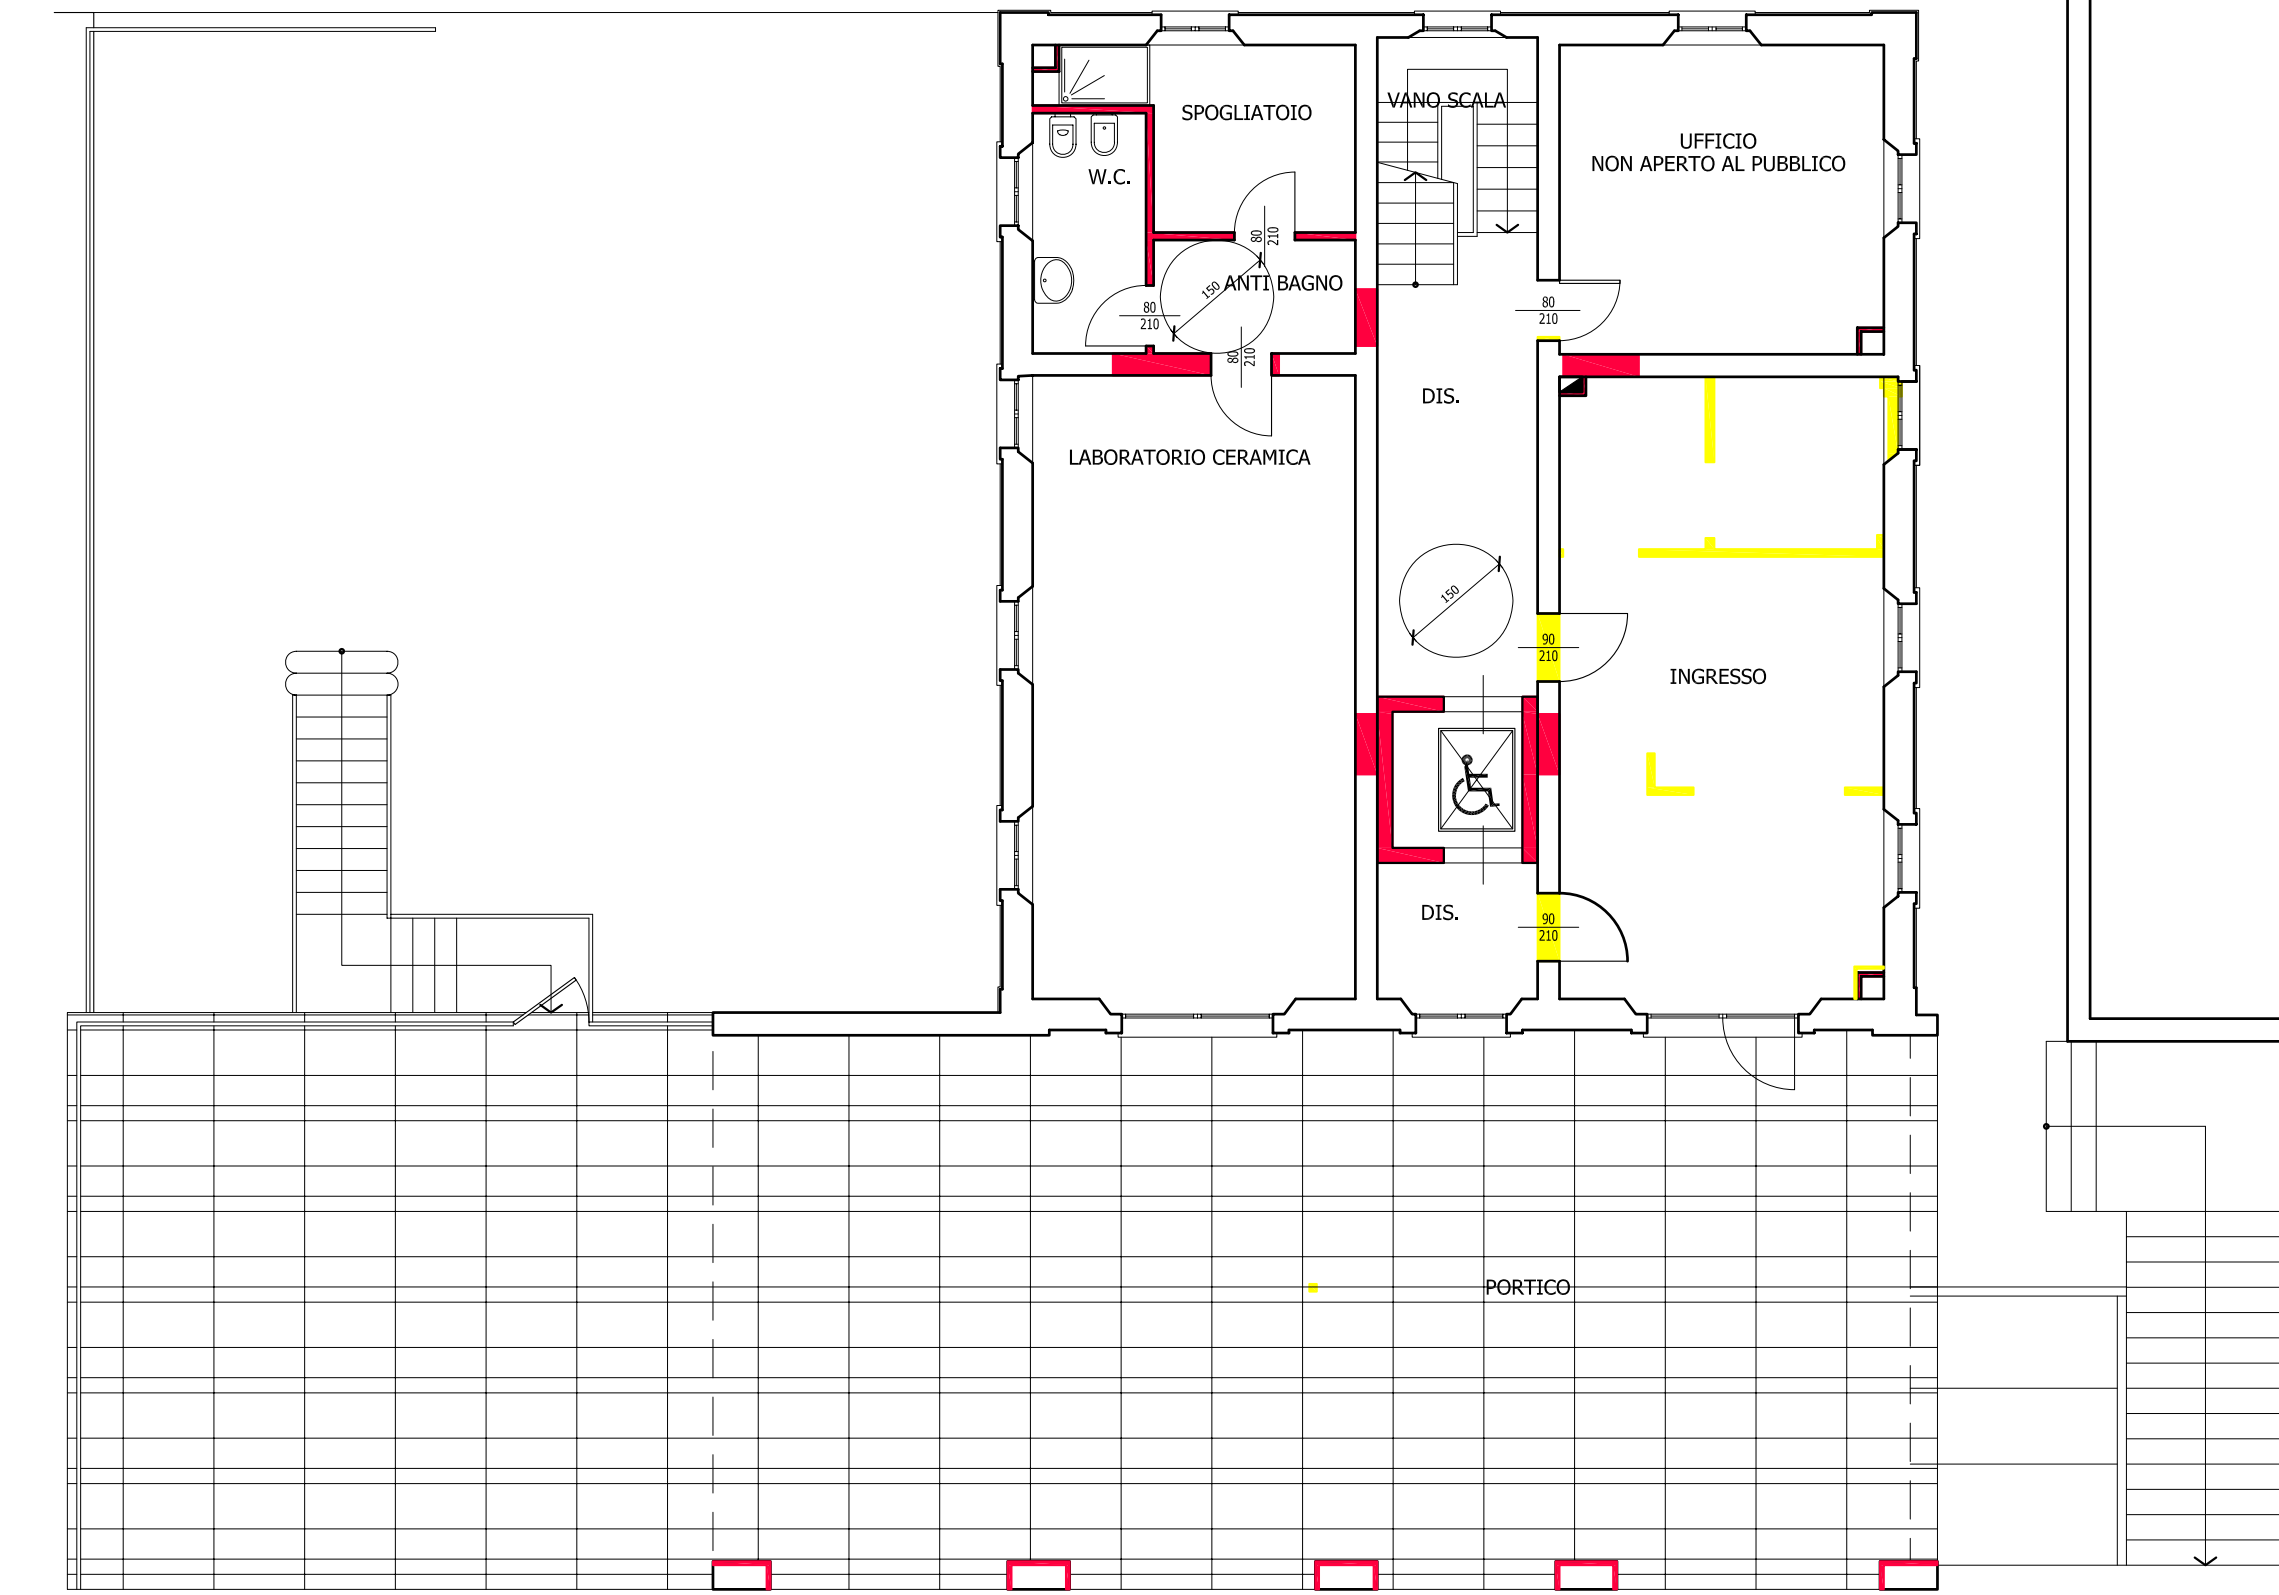 VANO SCALA
SPOGLIATOIO
UFFICIO
NON APERTO AL PUBBLICO
W.C.
80
210
ANTI BAGNO
150
80
210
80
210
80
210
DIS.
LABORATORIO CERAMICA
150
90
210
INGRESSO
DIS.
90
210
PORTICO